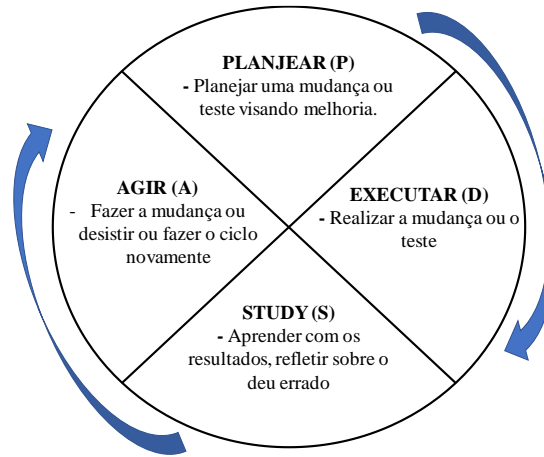 PLANJEAR (P)
- Planejar uma mudança ou
teste visando melhoria.
AGIR (A)
- Fazer a mudança ou
desistir ou fazer o ciclo
novamente
EXECUTAR (D)
- Realizar a mudança ou o
teste
STUDY (S)
- Aprender com os
resultados, refletir sobre o
deu errado